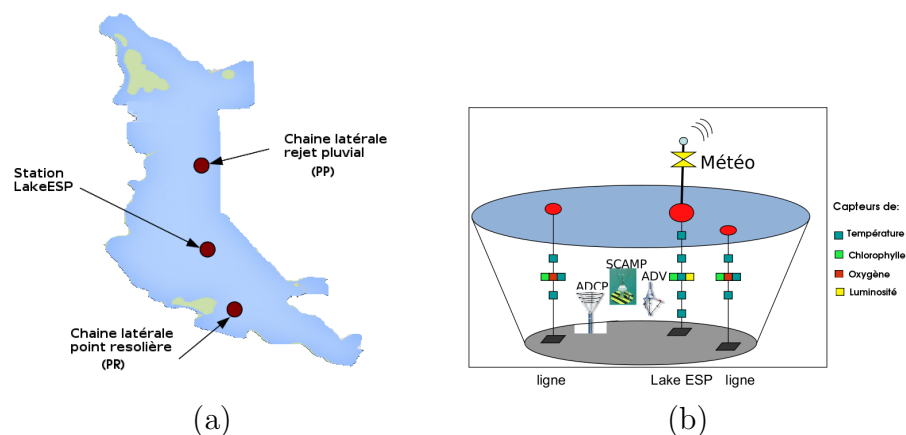 Chaine latérale
rejet pluvial
(PP)
Station
LakeESP
Chaine latérale
point resolière
(PR)
(a)
Météo
SCAMP
ADCP
ADV
ligne
Lake ESP
ligne
Capteurs de:
Température
Chlorophylle
Oxygène
Luminosité
(b)